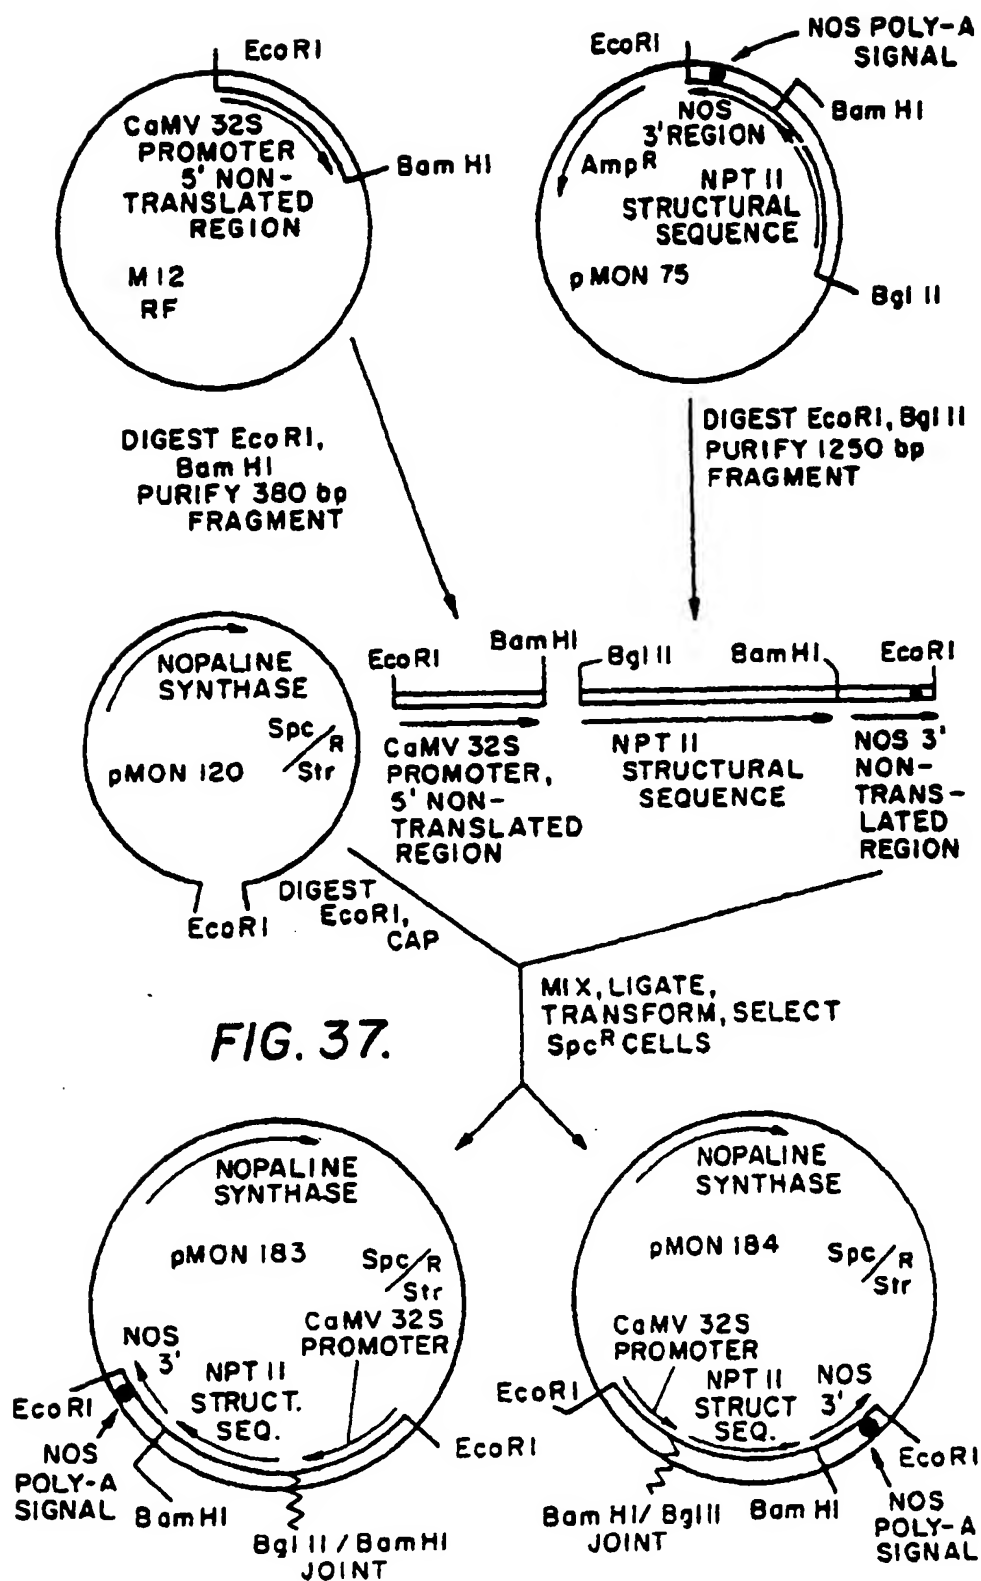 EcoRI
CaMV 32S
PROMOTER
5' NON-
TRANSLATED
REGION
Bam HI
M12
RF
EcoRI
NOS POLY-A
SIGNAL
Bam HI
NOS
3' REGION
AmpR
NPT II
STRUCTURAL
SEQUENCE
pMON 75
Bgl II
DIGEST EcoRI,
Bam HI
PURIFY 380 bp
FRAGMENT
DIGEST EcoRI, Bgl II
PURIFY 1250 bp
FRAGMENT
NOPALINE
SYNTHASE
Spc/R
Str
pMON 120
EcoRI
DIGEST
EcoRI,
CAP
EcoRI
BamHI
CaMV 32S
PROMOTER,
5' NON-
TRANSLATED
REGION
Bgl II
BamHI
EcoRI
NPT II
STRUCTURAL
SEQUENCE
NOS 3'
NON-
TRANS-
LATED
REGION
MIX, LIGATE,
TRANSFORM, SELECT
SpcR CELLS
FIG. 37.
NOPALINE
SYNTHASE
pMON 183
Spc/R
Str
CaMV 32S
PROMOTER
NOS
3'
NPT II
STRUCT.
SEQ.
EcoRI
EcoRI
NOS
POLY-A
SIGNAL
BamHI
Bgl II / BamHI
JOINT
NOPALINE
SYNTHASE
pMON 184
Spc/R
Str
CaMV 32S
PROMOTER
NPT II
STRUCT
SEQ.
NOS
3'
EcoRI
EcoRI
Bam HI/ Bgl II
JOINT
Bam HI
NOS
POLY-A
SIGNAL